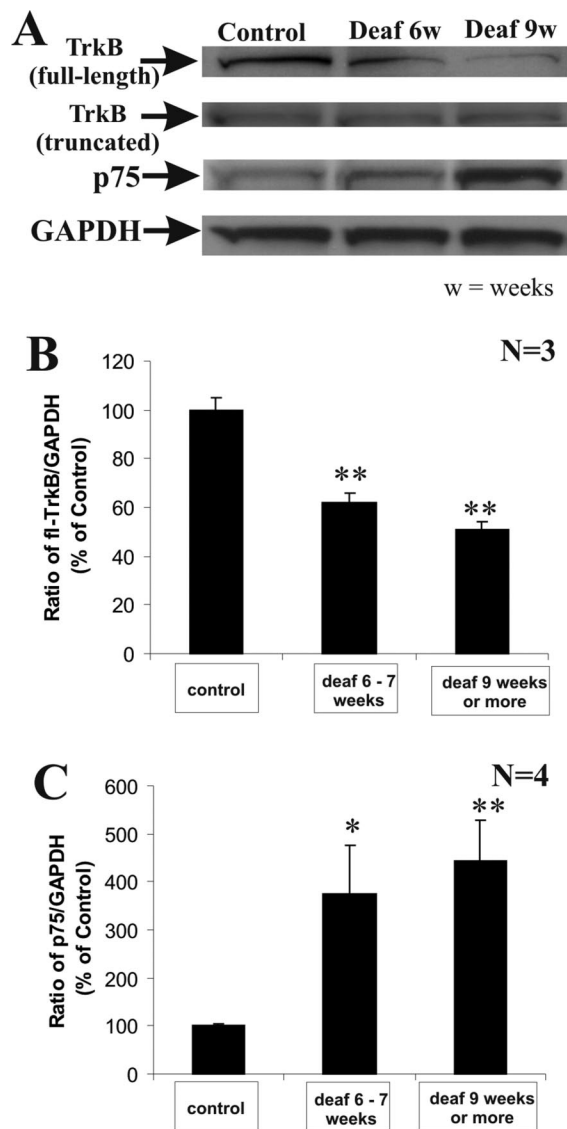 A
Control Deaf 6w Deaf 9w
TrkB
(full-length)
TrkB
(truncated)
p75
GAPDH
w = weeks
B
N=3
Ratio of fl-TrkB/GAPDH
(% of Control)
120
100
80
60
40
20
0
**
**
control
deaf 6 - 7
weeks
deaf 9 weeks
or more
C
N=4
Ratio of p75/GAPDH
(% of Control)
600
500
400
300
200
100
0
*
**
control
deaf 6 - 7
weeks
deaf 9 weeks
or more